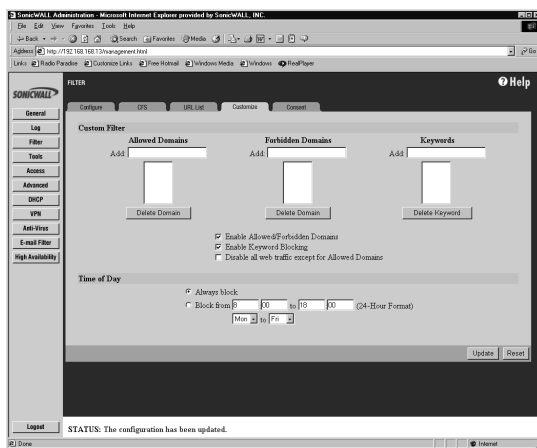 SonicWALL Administration - Microsoft Internet Explorer provided by SonicWALL, INC.
File Edit View Favorites Tools Help
Back Search Favorites Media
Address http://192.168.168.13/management.html Go
Links Radio Paradise Customize Links Free Hotmail Windows Media Windows RealPlayer
SONICWALL
FILTER
Help
Configure CFS URL List Customize Consent
General
Log
Filter
Tools
Access
Advanced
DHCP
VPN
Anti-Virus
E-mail Filter
High Availability
Logout
Custom Filter
Allowed Domains Forbidden Domains Keywords
Add: Add: Add:
Delete Domain Delete Domain Delete Keyword
Enable Allowed/Forbidden Domains
Enable Keyword Blocking
Disable all web traffic except for Allowed Domains
Time of Day
Always block
Block from 8 :00 to 18 :00 (24-Hour Format)
Mon to Fri
Update Reset
STATUS: The configuration has been updated.
Done Internet